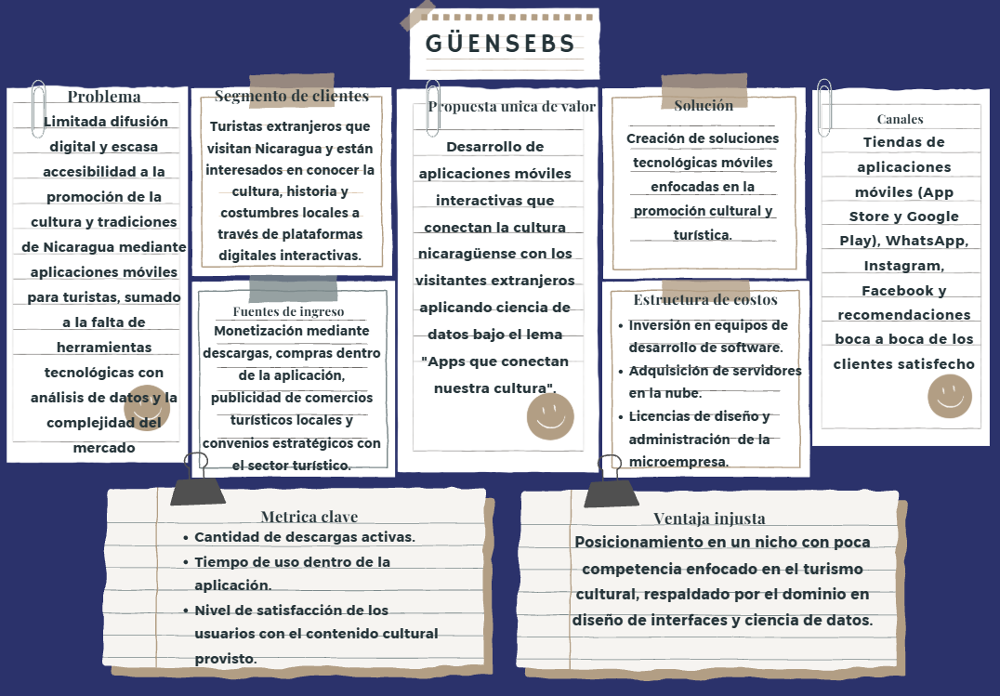 GÜENSEBS
Problema
Limitada difusión
digital y escasa
accesibilidad a la
promoción de la
cultura y tradiciones
de Nicaragua mediante
aplicaciones móviles
para turistas, sumado
a la falta de
herramientas
tecnológicas con
análisis de datos y la
complejidad del
mercado
Segmento de clientes
Turistas extranjeros que
visitan Nicaragua y están
interesados en conocer la
cultura, historia y
costumbres locales a
través de plataformas
digitales interactivas.
Fuentes de ingreso
Monetización mediante
descargas, compras dentro
de la aplicación,
publicidad de comercios
turísticos locales y
convenios estratégicos con
el sector turístico.
Propuesta unica de valor
Desarrollo de
aplicaciones móviles
interactivas que
conectan la cultura
nicaragüense con los
visitantes extranjeros
aplicando ciencia de
datos bajo el lema
"Apps que conectan
nuestra cultura".
Solución
Creación de soluciones
tecnológicas móviles
enfocadas en la
promoción cultural y
turística.
Estructura de costos
• Inversión en equipos de
desarrollo de software.
• Adquisición de servidores
en la nube.
• Licencias de diseño y
administración de la
microempresa.
Canales
Tiendas de
aplicaciones
móviles (App
Store y Google
Play), WhatsApp,
Instagram,
Facebook y
recomendaciones
boca a boca de los
clientes satisfecho
Metrica clave
• Cantidad de descargas activas.
• Tiempo de uso dentro de la
aplicación.
• Nivel de satisfacción de los
usuarios con el contenido cultural
provisto.
Ventaja injusta
Posicionamiento en un nicho con poca
competencia enfocado en el turismo
cultural, respaldado por el dominio en
diseño de interfaces y ciencia de datos.